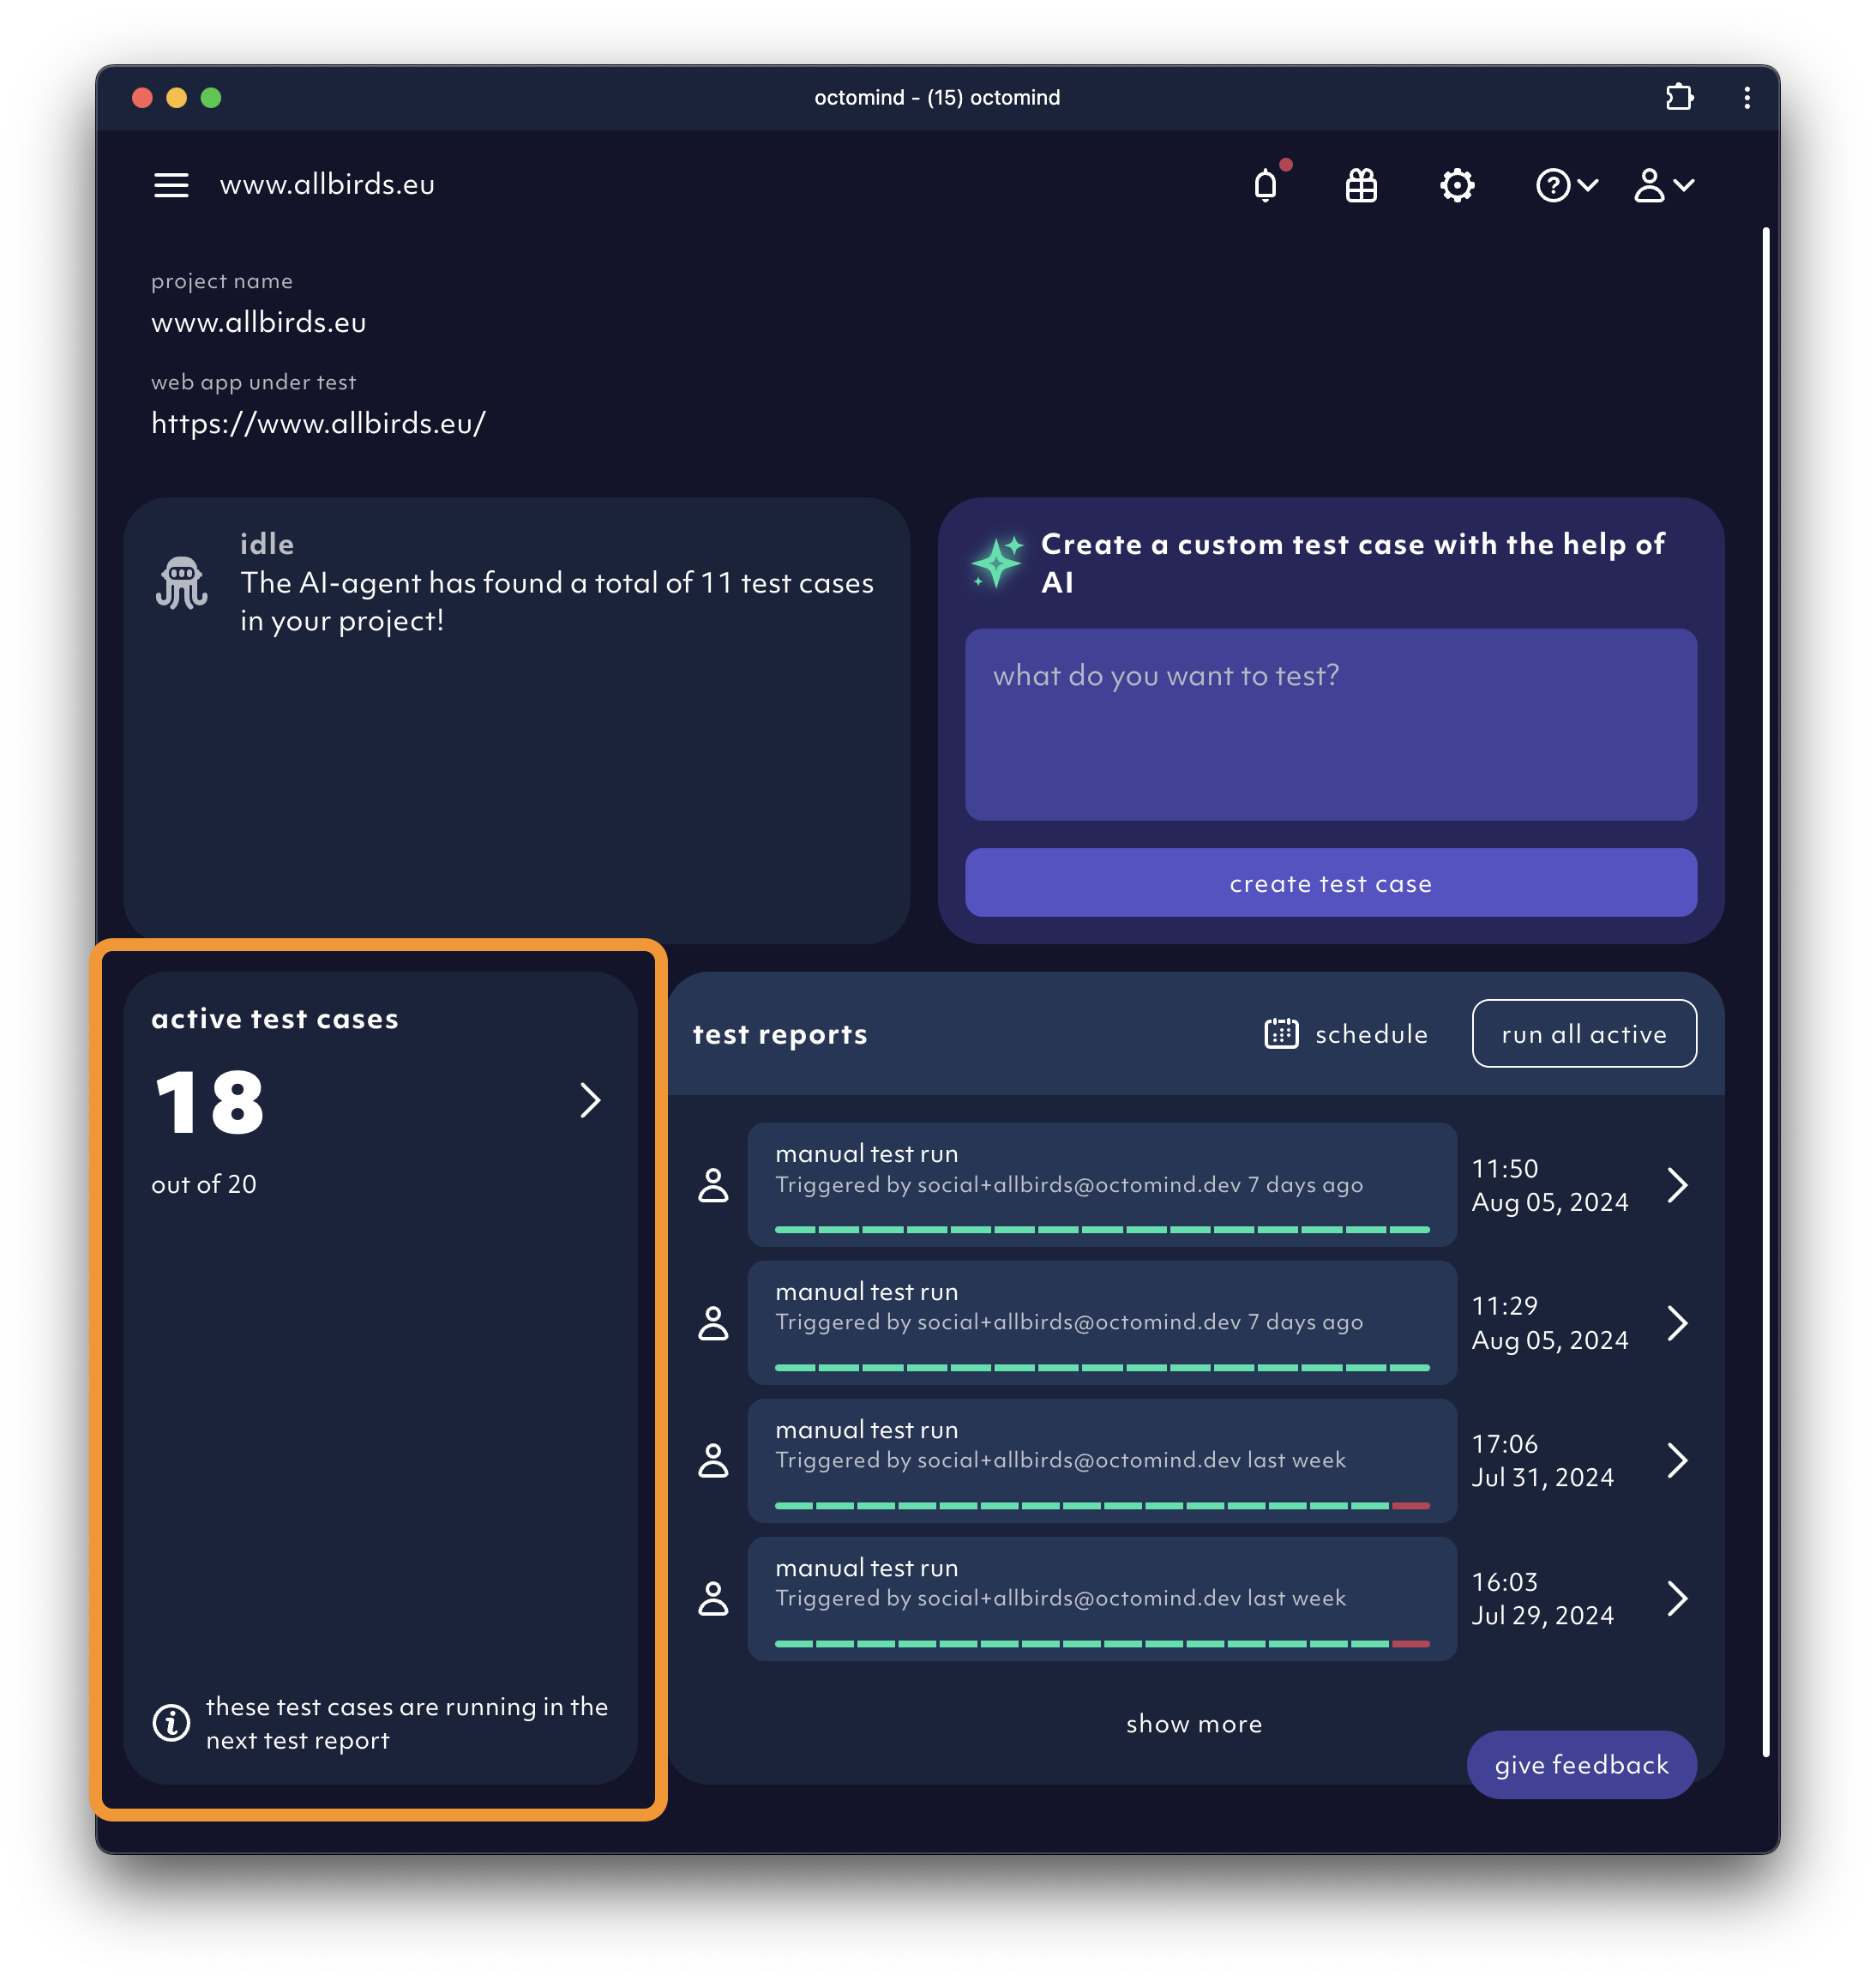 octomind - (15) octomind
www.allbirds.eu
project name
www.allbirds.eu
web app under test
https://www.allbirds.eu/
idle
The AI-agent has found a total of 11 test cases
in your project!
Create a custom test case with the help of
AI
what do you want to test?
create test case
active test cases
18
out of 20
these test cases are running in the
next test report
test reports
schedule
run all active
manual test run
Triggered by social+allbirds@octomind.dev 7 days ago
11:50
Aug 05, 2024
manual test run
Triggered by social+allbirds@octomind.dev 7 days ago
11:29
Aug 05, 2024
manual test run
Triggered by social+allbirds@octomind.dev last week
17:06
Jul 31, 2024
manual test run
Triggered by social+allbirds@octomind.dev last week
16:03
Jul 29, 2024
show more
give feedback